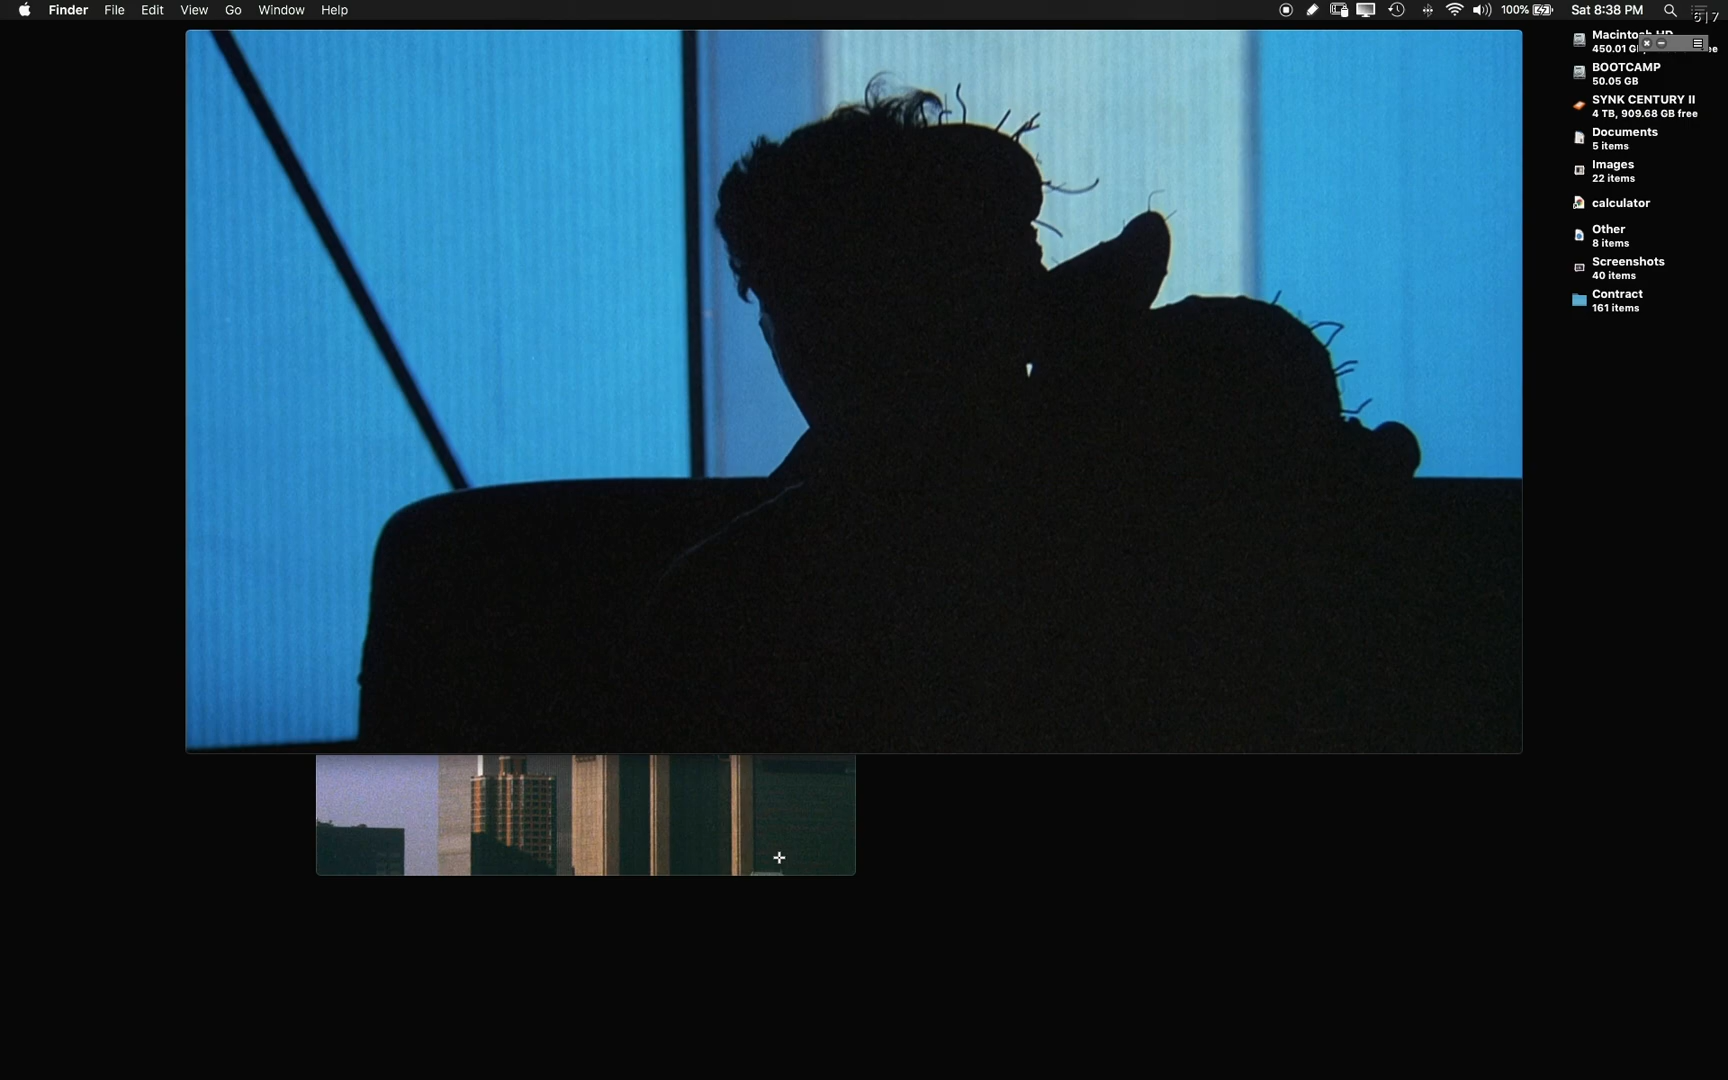 Finder File Edit View Go Window Help 100% Sat 8:38 PM
Macintosh HD
450.01 G
BOOTCAMP
50.05 GB
SYNK CENTURY II
4 TB, 909.68 GB free
Documents
5 items
Images
22 items
calculator
Other
8 items
Screenshots
40 items
Contract
161 items